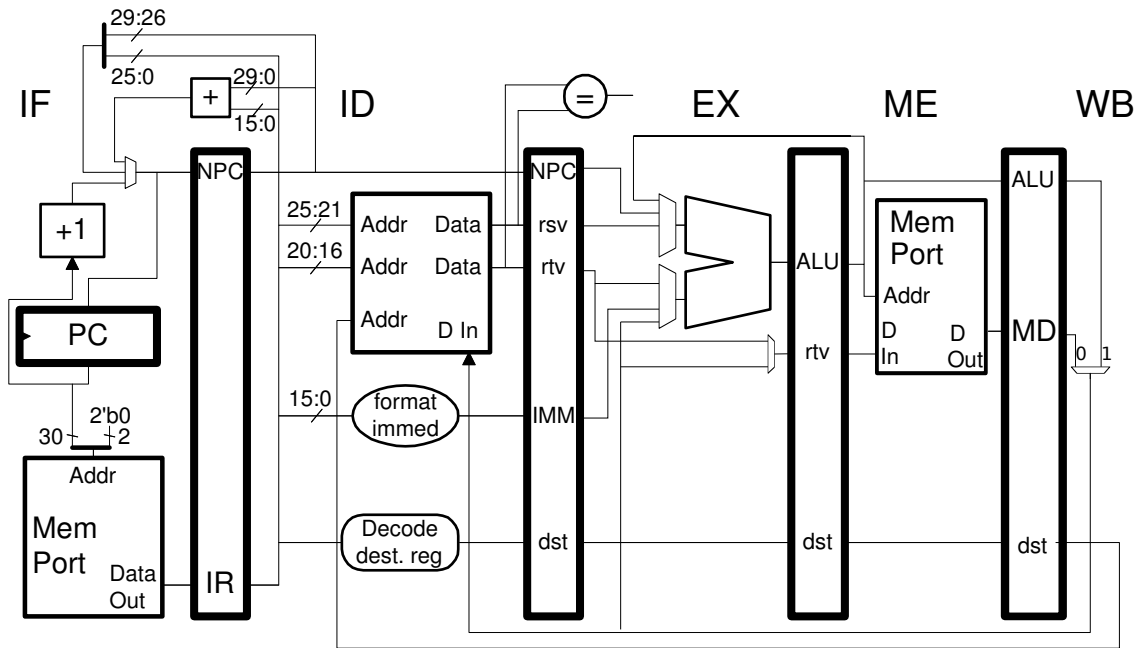 29:26
25:0
29:0
15:0
+
=
IF
ID
EX
ME
WB
NPC
NPC
ALU
+1
25:21
Addr
Data
rsv
20:16
Addr
Data
rtv
Addr
D In
ALU
Mem
Port
Addr
D
In
D
Out
MD
0
1
PC
rtv
15:0
format
immed
IMM
2'b0
30
2
Addr
Mem
Port
Data
Out
IR
Decode
dest. reg
dst
dst
dst